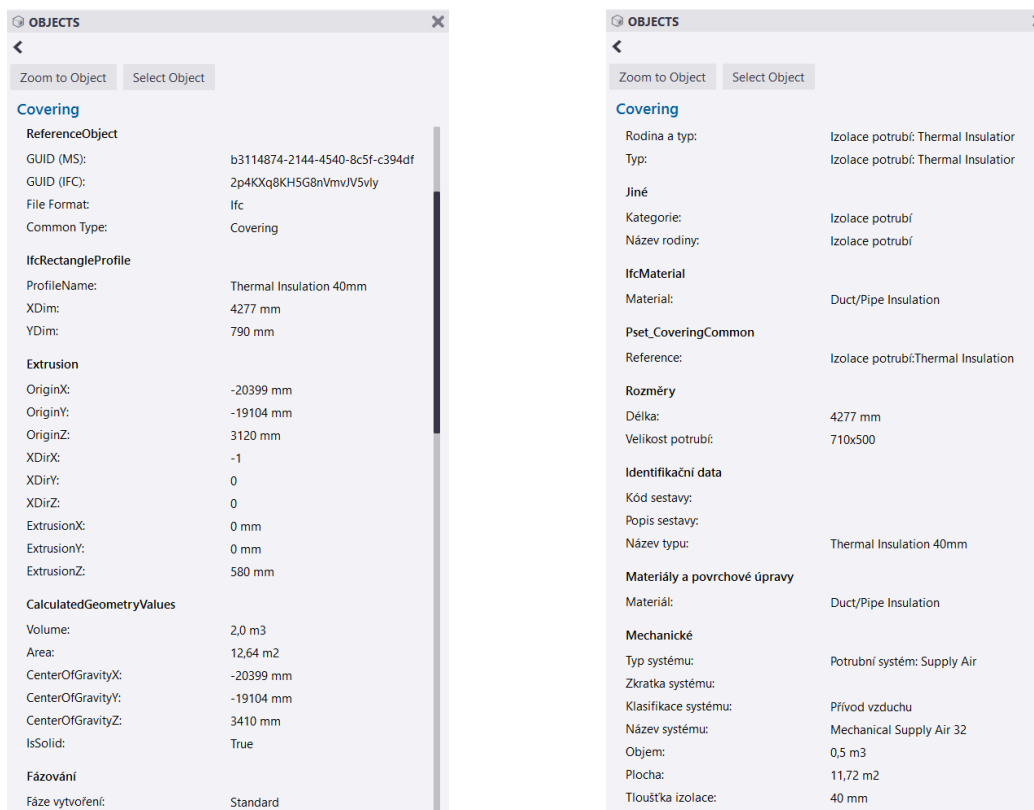 OBJECTS
Zoom to Object Select Object
Covering
ReferenceObject
GUID (MS): b3114874-2144-4540-8c5f-c394df
GUID (IFC): 2p4KXq8KH5G8nVmvJV5vIy
File Format: Ifc
Common Type: Covering
IfcRectangleProfile
ProfileName: Thermal Insulation 40mm
XDim: 4277 mm
YDim: 790 mm
Extrusion
OriginX: -20399 mm
OriginY: -19104 mm
OriginZ: 3120 mm
XDirX: -1
XDirY: 0
XDirZ: 0
ExtrusionX: 0 mm
ExtrusionY: 0 mm
ExtrusionZ: 580 mm
CalculatedGeometryValues
Volume: 2,0 m3
Area: 12,64 m2
CenterOfGravityX: -20399 mm
CenterOfGravityY: -19104 mm
CenterOfGravityZ: 3410 mm
IsSolid: True
Fázování
Fáze vytvoření: Standard
OBJECTS
Zoom to Object Select Object
Covering
Rodina a typ: Izolace potrubí: Thermal Insulation
Typ: Izolace potrubí: Thermal Insulation
Jiné
Kategorie: Izolace potrubí
Název rodiny: Izolace potrubí
IfcMaterial
Material: Duct/Pipe Insulation
Pset_CoveringCommon
Reference: Izolace potrubí:Thermal Insulation
Rozměry
Délka: 4277 mm
Velikost potrubí: 710x500
Identifikační data
Kód sestavy:
Popis sestavy:
Název typu: Thermal Insulation 40mm
Materiály a povrchové úpravy
Materiál: Duct/Pipe Insulation
Mechanické
Typ systému: Potrubní systém: Supply Air
Zkratka systému:
Klasifikace systému: Přívod vzduchu
Název systému: Mechanical Supply Air 32
Objem: 0,5 m3
Plocha: 11,72 m2
Tloušťka izolace: 40 mm